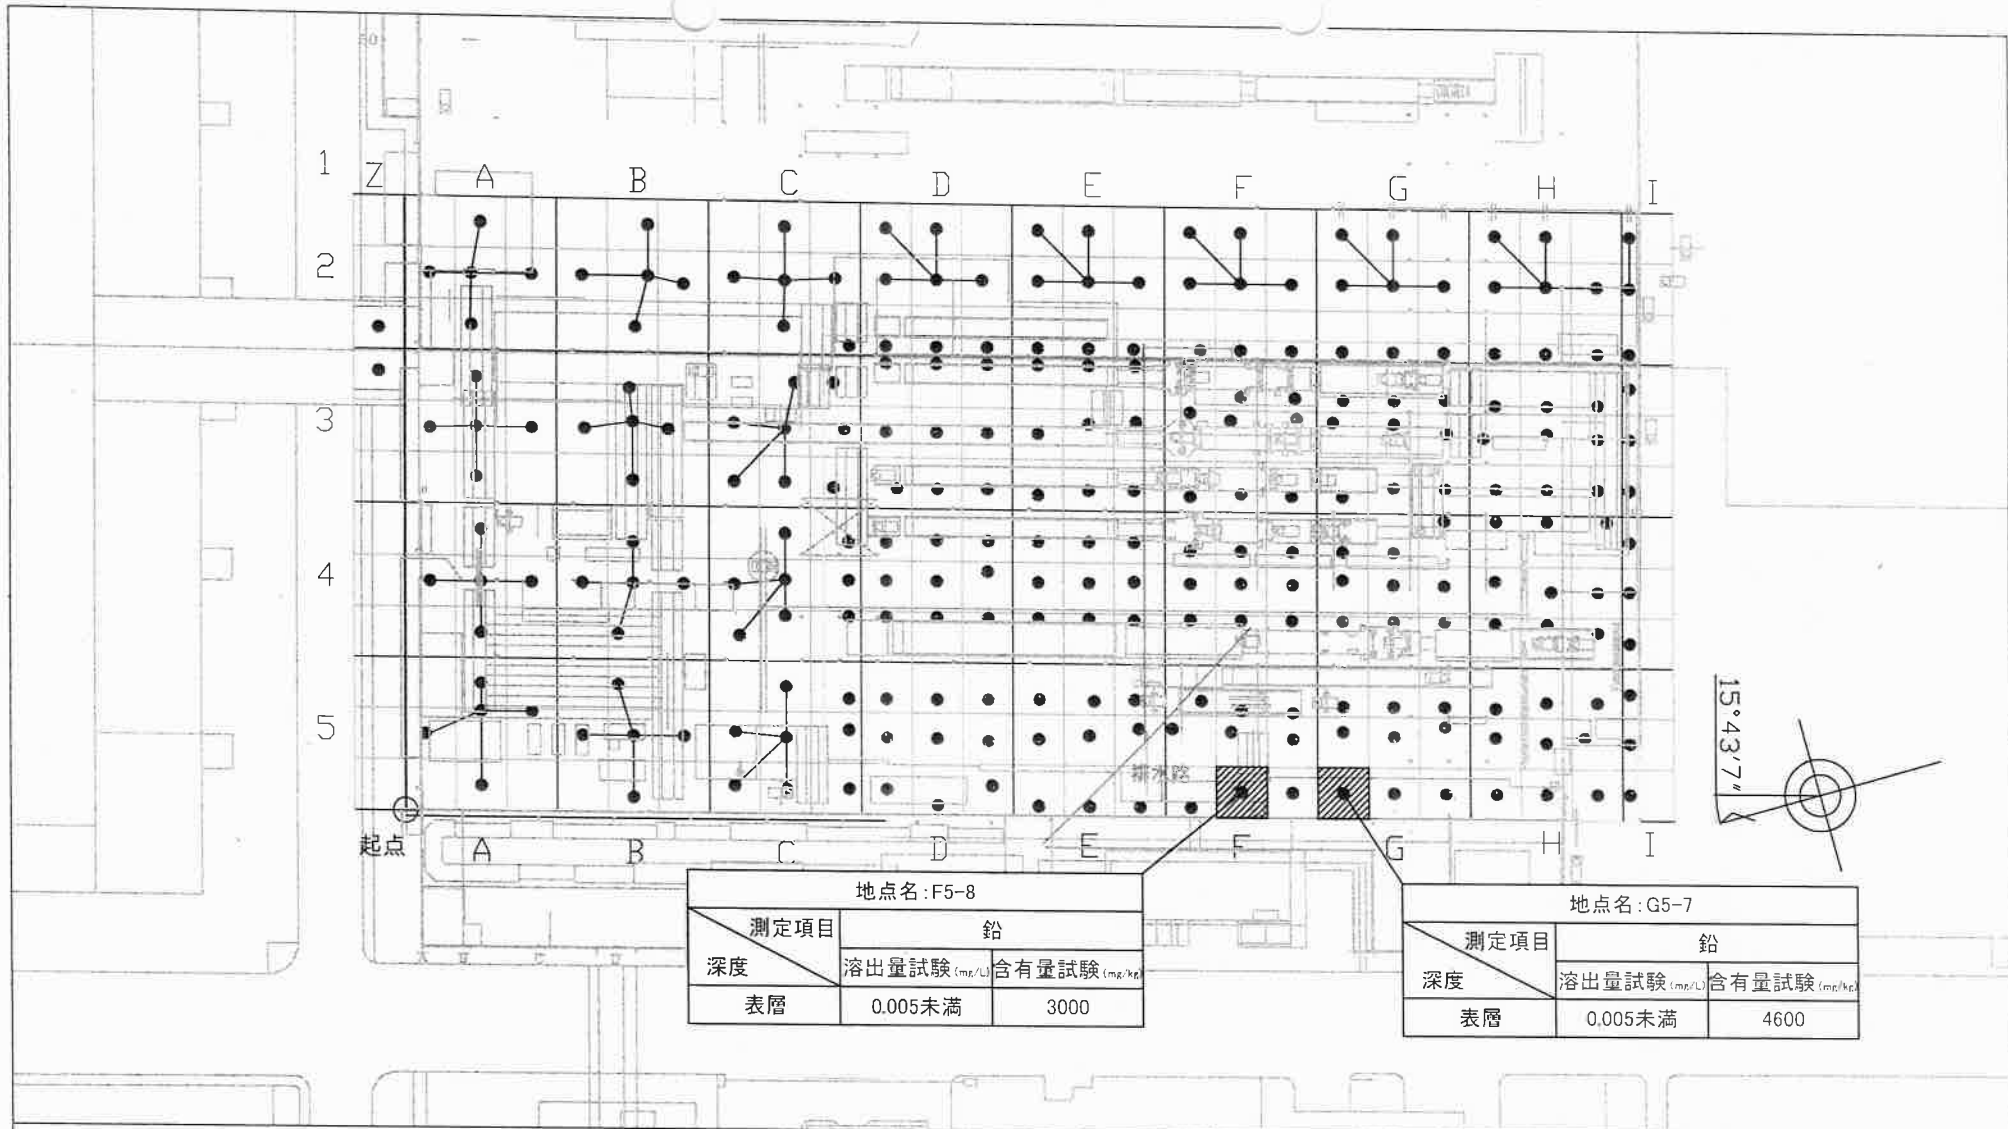 1
Z A B C D E F G H I
2
3
4
5
15°43′7″
排水路
起点
A B C D E F G H I
地点名:F5-8
測定項目
鉛
深度
溶出量試験(mg/L)
含有量試験(mg/kg)
表層
0.005未満
3000
地点名:G5-7
測定項目
鉛
深度
溶出量試験(mg/L)
含有量試験(mg/kg)
表層
0.005未満
4600